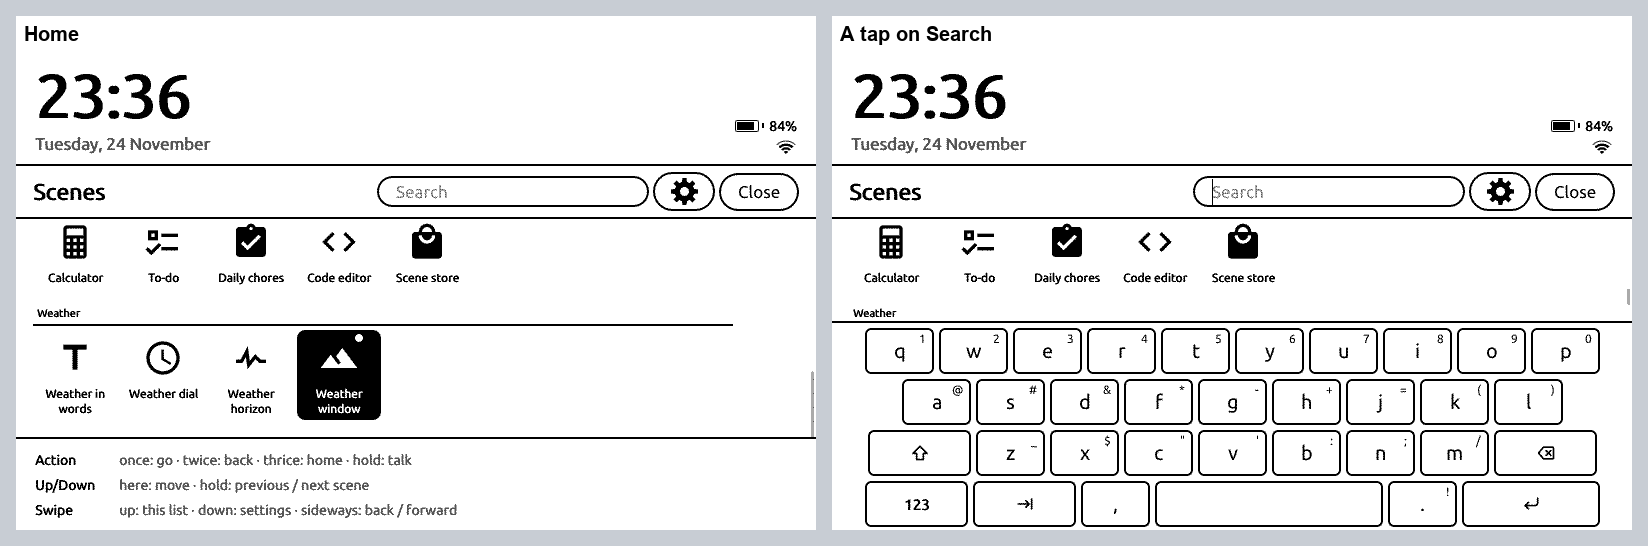 Home
23:36
84%
Tuesday, 24 November
Scenes
Search
Close
Calculator
To-do
Daily chores
Code editor
Scene store
Weather
Weather in
words
Weather dial
Weather
horizon
Weather
window
Action
once: go · twice: back · thrice: home · hold: talk
Up/Down
here: move · hold: previous / next scene
Swipe
up: this list · down: settings · sideways: back / forward
A tap on Search
23:36
84%
Tuesday, 24 November
Scenes
Search
Close
Calculator
To-do
Daily chores
Code editor
Scene store
Weather
q 1 w 2 e 3 r 4 t 5 y 6 u 7 i 8 o 9 p 0
a @ s # d & f * g - h + j = k ( l )
z ~ x $ c " v ' b : n ; m /
123 , . !